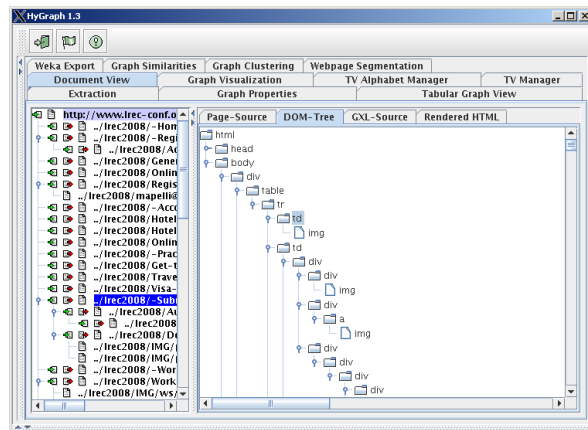 HyGraph 1.3
Weka Export Graph Similarities Graph Clustering Webpage Segmentation
Document View Graph Visualization TV Alphabet Manager TV Manager
Extraction Graph Properties Tabular Graph View
http://www.lrec-conf.o
../lrec2008/-Hom
../lrec2008/-Regi
../lrec2008/A
../lrec2008/Gener
../lrec2008/Onlin
../lrec2008/Regis
../lrec2008/mapelli@
../lrec2008/-Acco
../lrec2008/Hotel
../lrec2008/Hotel
../lrec2008/Onlin
../lrec2008/-Prac
../lrec2008/Get-t
../lrec2008/Trave
../lrec2008/Visa-
../lrec2008/-Subr
../lrec2008/Au
../lrec2008
../lrec2008/D
../lrec2008/IMG/
../lrec2008/IMG/
../lrec2008/-Wor
../lrec2008/Work
../lrec2008/IMG/ws/
Page-Source DOM-Tree GXL-Source Rendered HTML
html
head
body
div
table
tr
td
img
td
div
div
img
div
a
img
div
div
div
div